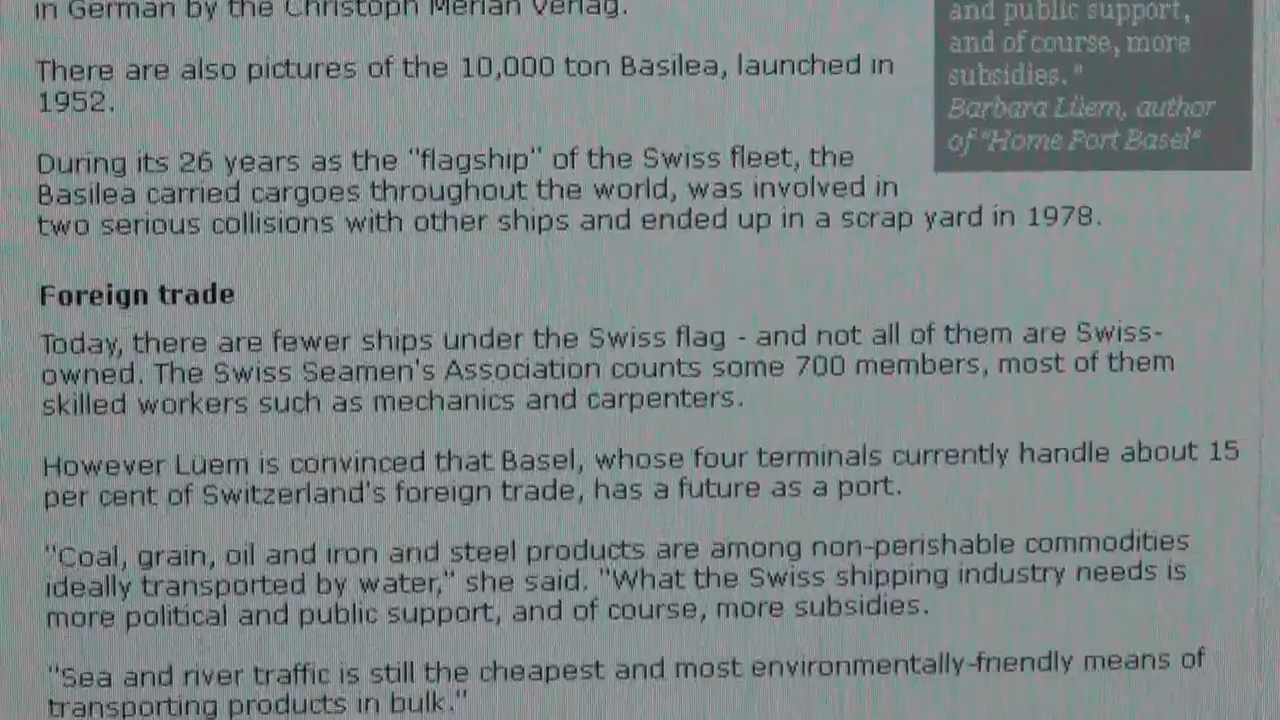 in German by the Christoph Merian Verlag.
There are also pictures of the 10,000 ton Basilea, launched in
1952.
During its 26 years as the "flagship" of the Swiss fleet, the
Basilea carried cargoes throughout the world, was involved in
two serious collisions with other ships and ended up in a scrap yard in 1978.
and public support,
and of course, more
subsidies."
Barbara Lüem, author
of "Home Port Basel"
Foreign trade
Today, there are fewer ships under the Swiss flag - and not all of them are Swiss-
owned. The Swiss Seamen's Association counts some 700 members, most of them
skilled workers such as mechanics and carpenters.
However Lüem is convinced that Basel, whose four terminals currently handle about 15
per cent of Switzerland's foreign trade, has a future as a port.
"Coal, grain, oil and iron and steel products are among non-perishable commodities
ideally transported by water," she said. "What the Swiss shipping industry needs is
more political and public support, and of course, more subsidies.
"Sea and river traffic is still the cheapest and most environmentally-friendly means of
transporting products in bulk."